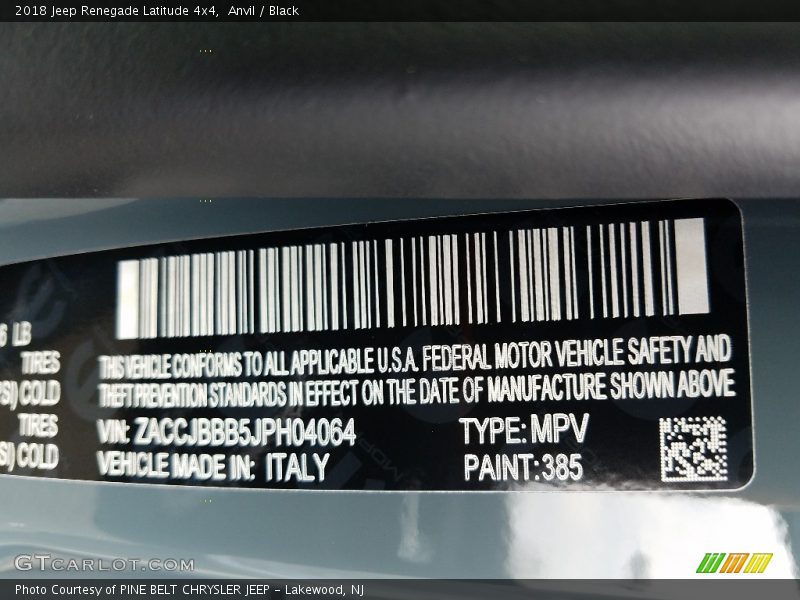 2018 Jeep Renegade Latitude 4x4, Anvil / Black
6 LB
TIRES
PSI) COLD
TIRES
SI) COLD
THIS VEHICLE CONFORMS TO ALL APPLICABLE U.S.A. FEDERAL MOTOR VEHICLE SAFETY AND
THEFT PREVENTION STANDARDS IN EFFECT ON THE DATE OF MANUFACTURE SHOWN ABOVE
VIN: ZACCJBBB5JPH04064 TYPE: MPV
VEHICLE MADE IN: ITALY PAINT: 385
GTCARLOT.COM
Photo Courtesy of PINE BELT CHRYSLER JEEP – Lakewood, NJ